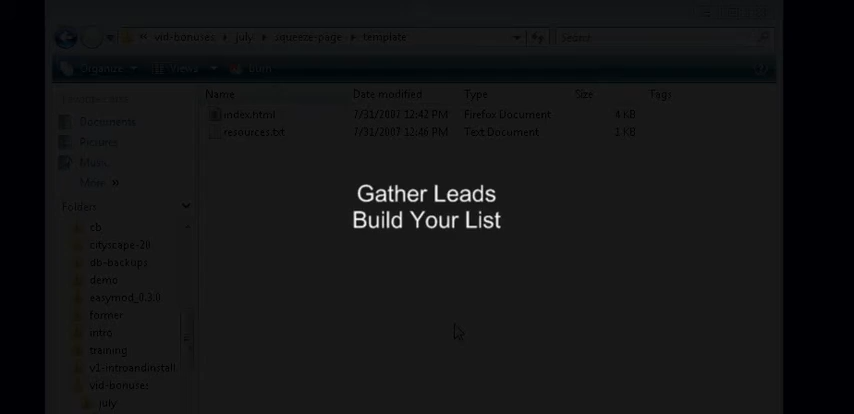 vid-bonuses july squeeze-page template
Organize Views Burn
Name Date modified Type Size Tags
index.html 7/31/2007 12:42 PM Firefox Document 4 KB
resources.txt 7/31/2007 12:46 PM Text Document 1 KB
Documents
Pictures
Music
More »
Folders
Gather Leads
Build Your List
cb
cityscape-20
db-backups
demo
easymod_0.3.0
former
intro
training
v1-introandinstall
vid-bonuses
july